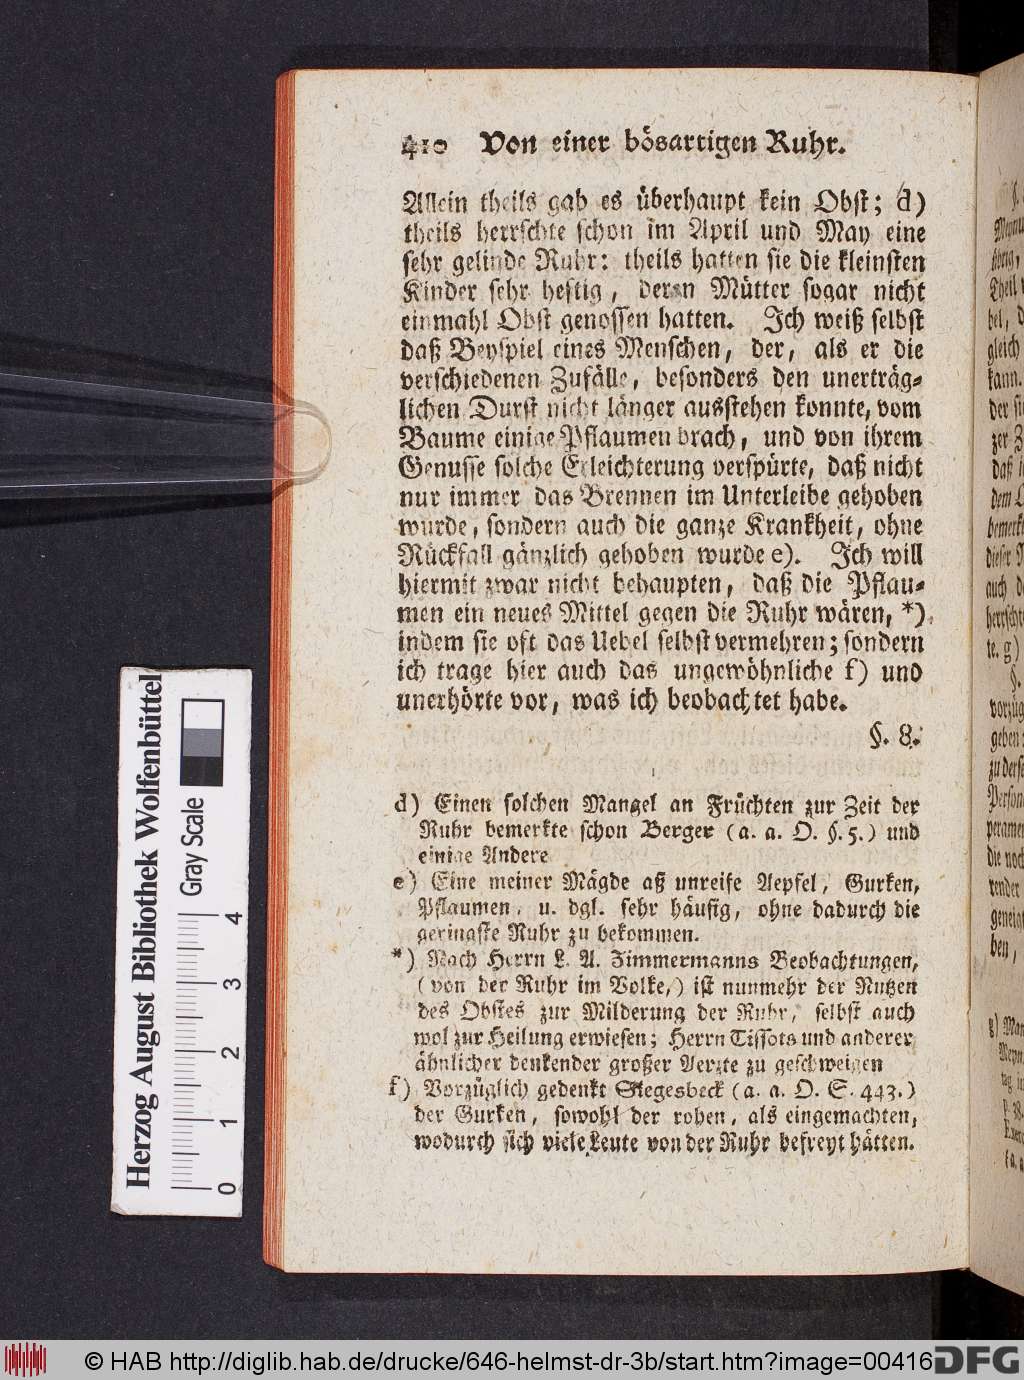 410 Von einer bösartigen Ruhr.
Allein theils gab es überhaupt kein Obst; d)
theils herrschte schon im April und May eine
sehr gelinde Ruhr: theils hatten sie die kleinsten
Kinder sehr heftig, deren Mütter sogar nicht
einmahl Obst genossen hatten. Ich weiß selbst
daß Beyspiel eines Menschen, der, als er die
verschiedenen Zufälle, besonders den unerträg-
lichen Durst nicht länger ausstehen konnte, vom
Baume einige Pflaumen brach, und von ihrem
Genusse solche Erleichterung verspürte, daß nicht
nur immer das Brennen im Unterleibe gehoben
wurde, sondern auch die ganze Krankheit, ohne
Rückfall gänzlich gehoben wurde e). Ich will
hiermit zwar nicht behaupten, daß die Pflau-
men ein neues Mittel gegen die Ruhr wären, *)
indem sie oft das Uebel selbst vermehren; sondern
ich trage hier auch das ungewöhnliche f) und
unerhörte vor, was ich beobachtet habe.
§. 8.
d) Einen solchen Mangel an Früchten zur Zeit der
Ruhr bemerkte schon Berger (a. a. O. §. 5.) und
einige Andere
e) Eine meiner Mägde aß unreife Aepfel, Gurken,
Pflaumen, u. dgl. sehr häufig, ohne dadurch die
geringste Ruhr zu bekommen.
*) Nach Herrn L. A. Zimmermanns Beobachtungen,
(von der Ruhr im Volke,) ist nunmehr der Nutzen
des Obstes zur Milderung der Ruhr, selbst auch
wol zur Heilung erwiesen; Herrn Tissots und anderer
ähnlicher denkender großer Aerzte zu geschweigen
f) Vorzüglich gedenkt Siegesbeck (a. a. O. S. 443.)
der Gurken, sowohl der rohen, als eingemachten,
wodurch sich viele Leute von der Ruhr befreyt hätten.
Herzog August Bibliothek Wolfenbüttel
Gray Scale
0 1 2 3 4
© HAB http://diglib.hab.de/drucke/646-helmst-dr-3b/start.htm?image=00416
DFG